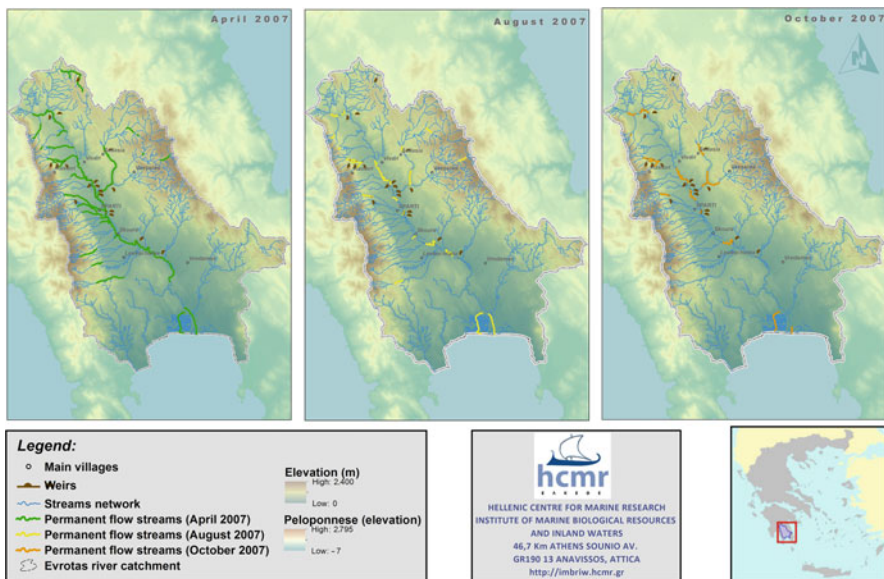 April 2007
August 2007
October 2007
Legend:
Main villages
Weirs
Streams network
Permanent flow streams (April 2007)
Permanent flow streams (August 2007)
Permanent flow streams (October 2007)
Evrotas river catchment
Elevation (m)
High: 2,400
Low: 0
Peloponnese (elevation)
High: 2,795
Low: - 7
hcmr
ΕΛΚΕΘΕ
HELLENIC CENTRE FOR MARINE RESEARCH
INSTITUTE OF MARINE BIOLOGICAL RESOURCES
AND INLAND WATERS
46,7 Km ATHENS SOUNIO AV.
GR190 13 ANAVISSOS, ATTICA
http://imbriw.hcmr.gr